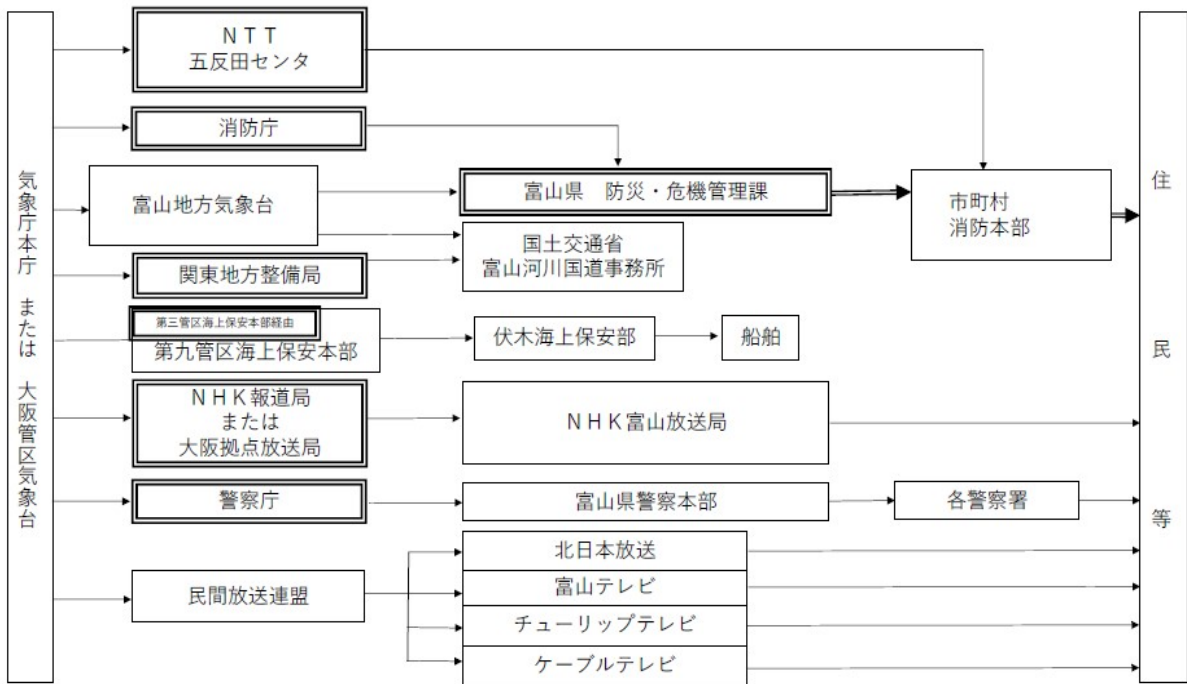 気象庁本庁　または　大阪管区気象台
ＮＴＴ
五反田センタ
消防庁
富山地方気象台
富山県　防災・危機管理課
市町村
消防本部
国土交通省
富山河川国道事務所
関東地方整備局
第三管区海上保安本部経由
第九管区海上保安本部
伏木海上保安部
船舶
ＮＨＫ報道局
または
大阪拠点放送局
ＮＨＫ富山放送局
警察庁
富山県警察本部
各警察署
民間放送連盟
北日本放送
富山テレビ
チューリップテレビ
ケーブルテレビ
住民等